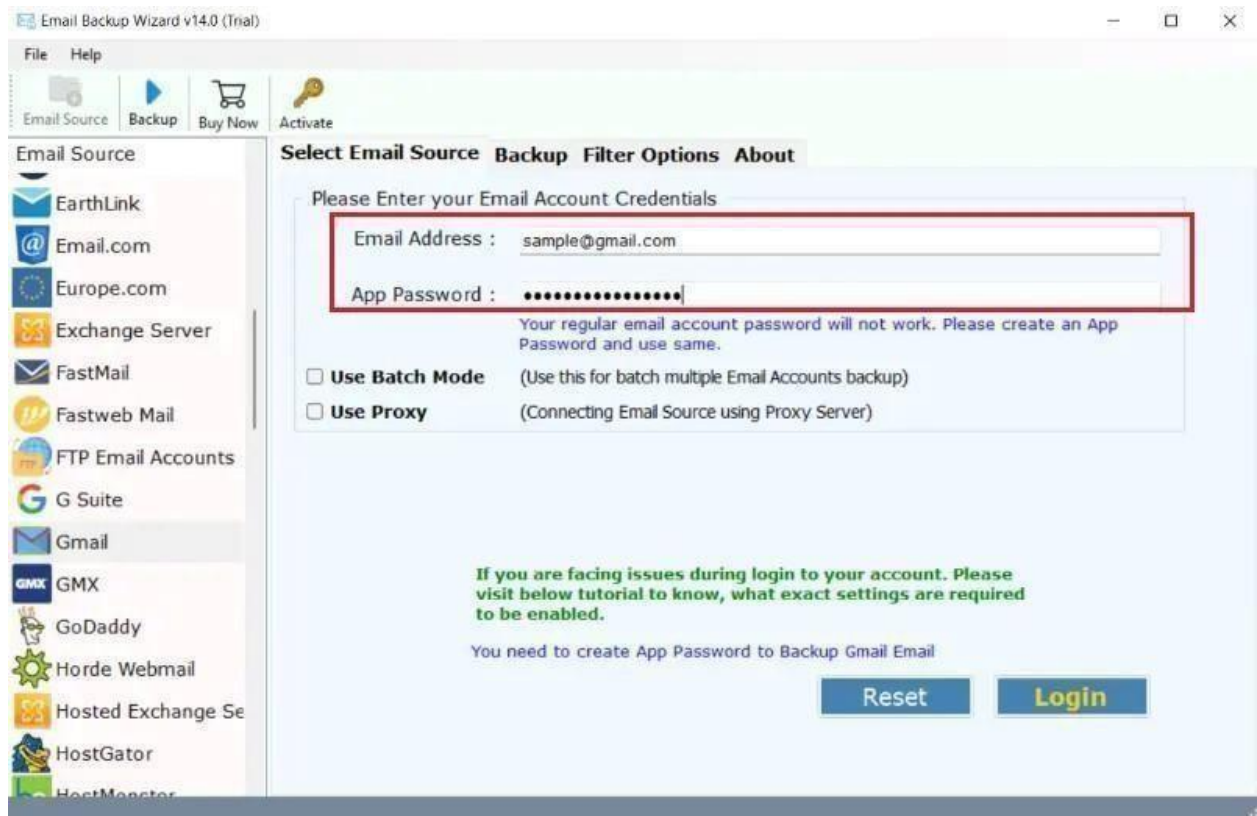 Email Backup Wizard v14.0 (Trial)
File Help
Email Source Backup Buy Now Activate
Email Source
EarthLink
Email.com
Europe.com
Exchange Server
FastMail
Fastweb Mail
FTP Email Accounts
G Suite
Gmail
GMX
GMX
GoDaddy
Horde Webmail
Hosted Exchange Se
HostGator
HostMonster
Select Email Source Backup Filter Options About
Please Enter your Email Account Credentials
Email Address : sample@gmail.com
App Password : ••••••••••••••••
Your regular email account password will not work. Please create an App
Password and use same.
Use Batch Mode (Use this for batch multiple Email Accounts backup)
Use Proxy (Connecting Email Source using Proxy Server)
If you are facing issues during login to your account. Please
visit below tutorial to know, what exact settings are required
to be enabled.
You need to create App Password to Backup Gmail Email
Reset Login